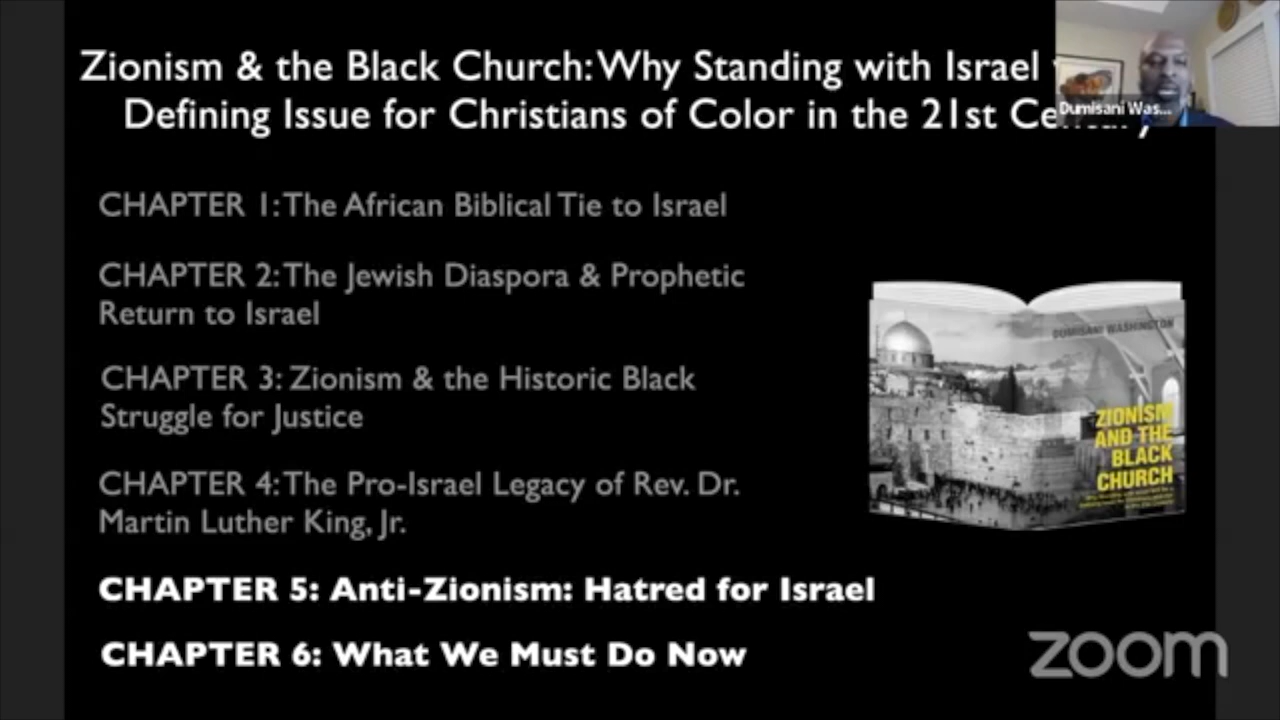 Zionism & the Black Church: Why Standing with Israel
Defining Issue for Christians of Color in the 21st
Dumisani Was...
CHAPTER 1: The African Biblical Tie to Israel
CHAPTER 2: The Jewish Diaspora & Prophetic
Return to Israel
CHAPTER 3: Zionism & the Historic Black
Struggle for Justice
CHAPTER 4: The Pro-Israel Legacy of Rev. Dr.
Martin Luther King, Jr.
CHAPTER 5: Anti-Zionism: Hatred for Israel
CHAPTER 6: What We Must Do Now
DUMISANI WASHINGTON
ZIONISM
AND THE
BLACK
CHURCH
zoom